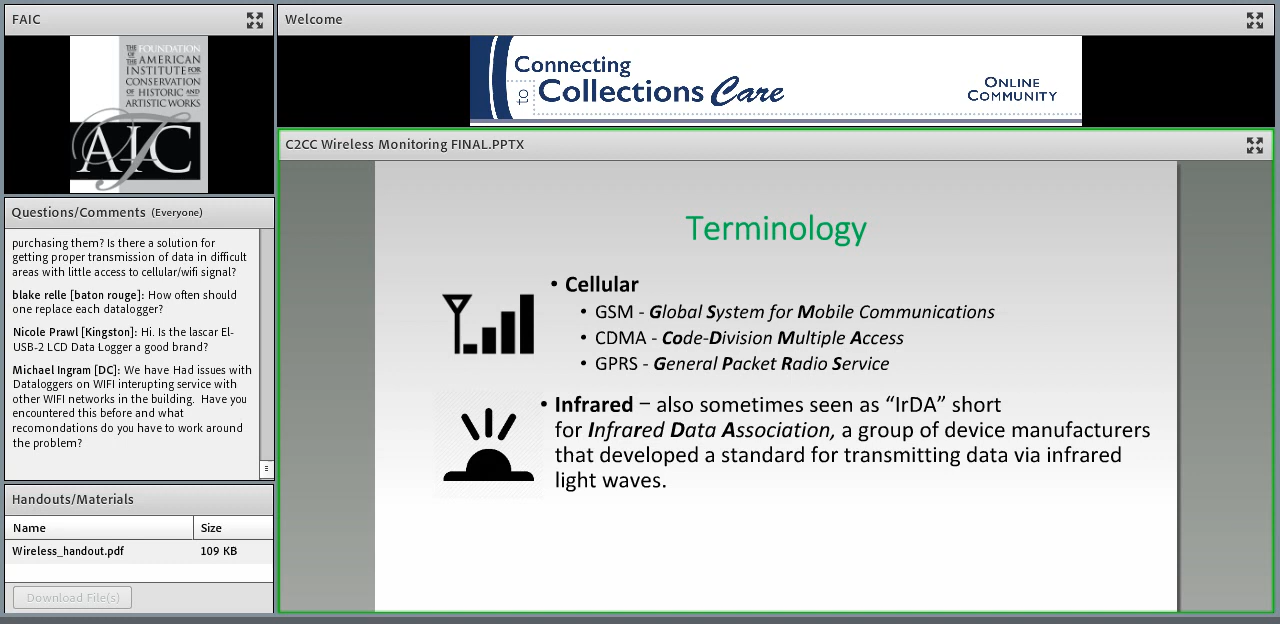 FAIC
THE FOUNDATION
OF THE AMERICAN
INSTITUTE FOR
CONSERVATION
OF HISTORIC AND
ARTISTIC WORKS
AIC
Questions/Comments (Everyone)
purchasing them? Is there a solution for
getting proper transmission of data in difficult
areas with little access to cellular/wifi signal?
blake relle [baton rouge]: How often should
one replace each datalogger?
Nicole Prawl [Kingston]: Hi. Is the lascar El-
USB-2 LCD Data Logger a good brand?
Michael Ingram [DC]: We have Had issues with
Dataloggers on WIFI interupting service with
other WIFI networks in the building.  Have you
encountered this before and what
recomondations do you have to work around
the problem?
Handouts/Materials
Name Size
Wireless_handout.pdf 109 KB
Download File(s)
Welcome
Connecting
to Collections Care
ONLINE
COMMUNITY
C2CC Wireless Monitoring FINAL.PPTX
Terminology
• Cellular
• GSM - Global System for Mobile Communications
• CDMA - Code-Division Multiple Access
• GPRS - General Packet Radio Service
• Infrared – also sometimes seen as “IrDA” short
for Infrared Data Association, a group of device manufacturers
that developed a standard for transmitting data via infrared
light waves.